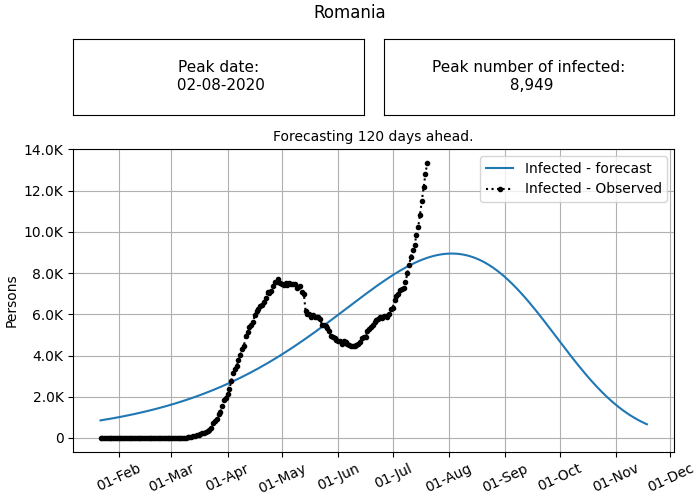 Romania
Peak date:
02-08-2020
Peak number of infected:
8,949
Forecasting 120 days ahead.
14.0K
12.0K
10.0K
8.0K
6.0K
4.0K
2.0K
0
Persons
Infected - forecast
Infected - Observed
01-Feb
01-Mar
01-Apr
01-May
01-Jun
01-Jul
01-Aug
01-Sep
01-Oct
01-Nov
01-Dec